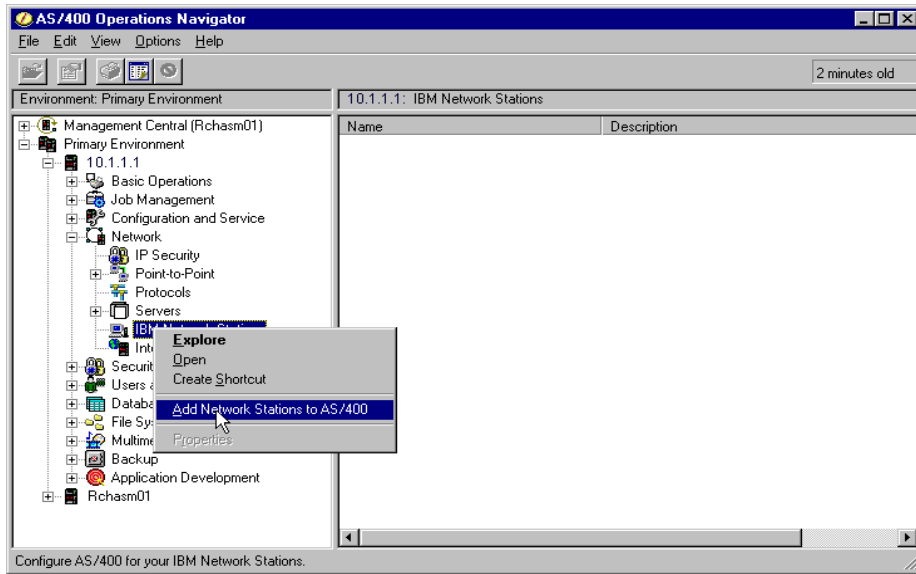 AS/400 Operations Navigator
File Edit View Options Help
2 minutes old
Environment: Primary Environment
10.1.1.1: IBM Network Stations
Name Description
Management Central (Rchasm01)
Primary Environment
10.1.1.1
Basic Operations
Job Management
Configuration and Service
Network
IP Security
Point-to-Point
Protocols
Servers
Explore
Open
Create Shortcut
Add Network Stations to AS/400
Properties
Users
Multime
Backup
Application Development
Rchasm01
Configure AS/400 for your IBM Network Stations.